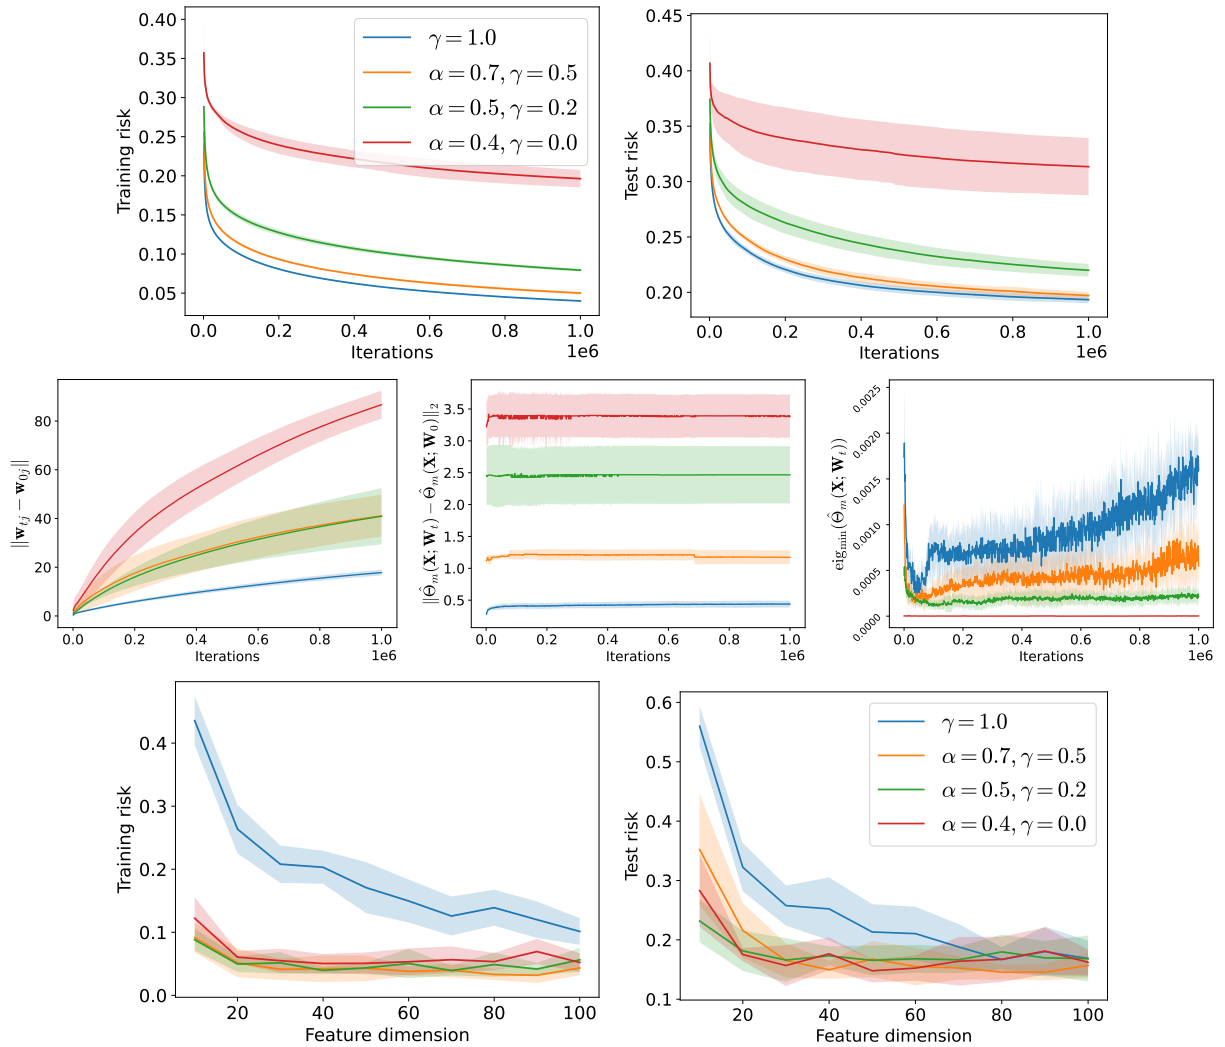 0.40
0.35
0.30
0.25
0.20
0.15
0.10
0.05
Training risk
γ = 1.0
α = 0.7, γ = 0.5
α = 0.5, γ = 0.2
α = 0.4, γ = 0.0
0.0 0.2 0.4 0.6 0.8 1.0
Iterations 1e6
0.45
0.40
0.35
0.30
0.25
0.20
Test risk
0.0 0.2 0.4 0.6 0.8 1.0
Iterations 1e6
80
60
40
20
0
||w_{tj} − w_{0j}||
0.0 0.2 0.4 0.6 0.8 1.0
Iterations 1e6
3.5
3.0
2.5
2.0
1.5
1.0
0.5
||Θ̂_m(X; W_t) − Θ̂_m(X; W_0)||_2
0.0 0.2 0.4 0.6 0.8 1.0
Iterations 1e6
0.0025
0.0020
0.0015
0.0010
0.0005
0.0000
eig_min(Θ̂_m(X; W_t))
0.0 0.2 0.4 0.6 0.8 1.0
Iterations 1e6
0.4
0.3
0.2
0.1
0.0
Training risk
20 40 60 80 100
Feature dimension
0.6
0.5
0.4
0.3
0.2
0.1
Test risk
γ = 1.0
α = 0.7, γ = 0.5
α = 0.5, γ = 0.2
α = 0.4, γ = 0.0
20 40 60 80 100
Feature dimension